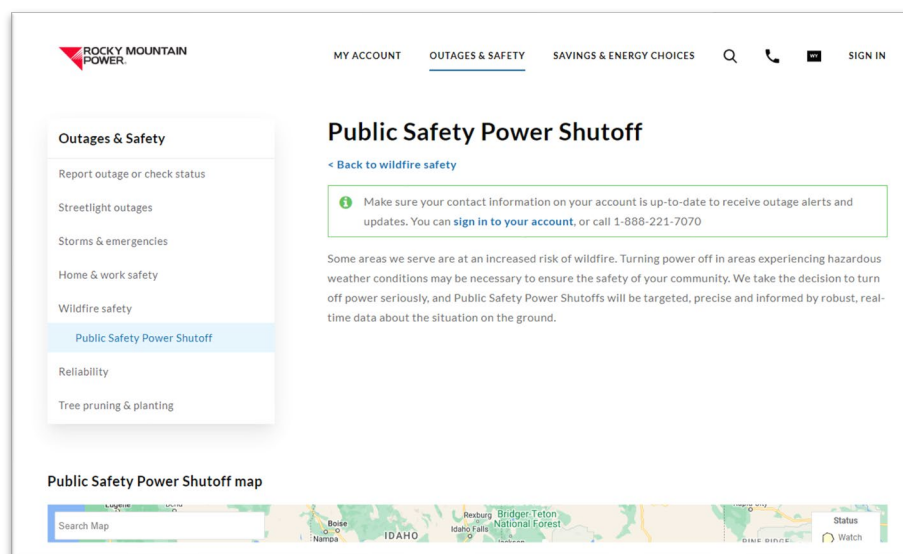 ROCKY MOUNTAIN
POWER.
MY ACCOUNT OUTAGES & SAFETY SAVINGS & ENERGY CHOICES WY SIGN IN
Outages & Safety
Report outage or check status
Streetlight outages
Storms & emergencies
Home & work safety
Wildfire safety
Public Safety Power Shutoff
Reliability
Tree pruning & planting
Public Safety Power Shutoff
< Back to wildfire safety
Make sure your contact information on your account is up-to-date to receive outage alerts and
updates. You can sign in to your account, or call 1-888-221-7070
Some areas we serve are at an increased risk of wildfire. Turning power off in areas experiencing hazardous
weather conditions may be necessary to ensure the safety of your community. We take the decision to turn
off power seriously, and Public Safety Power Shutoffs will be targeted, precise and informed by robust, real-
time data about the situation on the ground.
Public Safety Power Shutoff map
Search Map
Boise
Nampa
IDAHO
Rexburg
Idaho Falls
Bridger-Teton
National Forest
Status
Watch